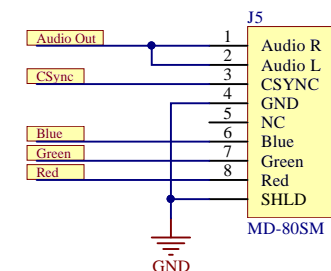 J5
Audio Out 1 Audio R
2 Audio L
CSync 3 CSYNC
4 GND
5 NC
Blue 6 Blue
Green 7 Green
Red 8 Red
SHLD
MD-80SM
GND